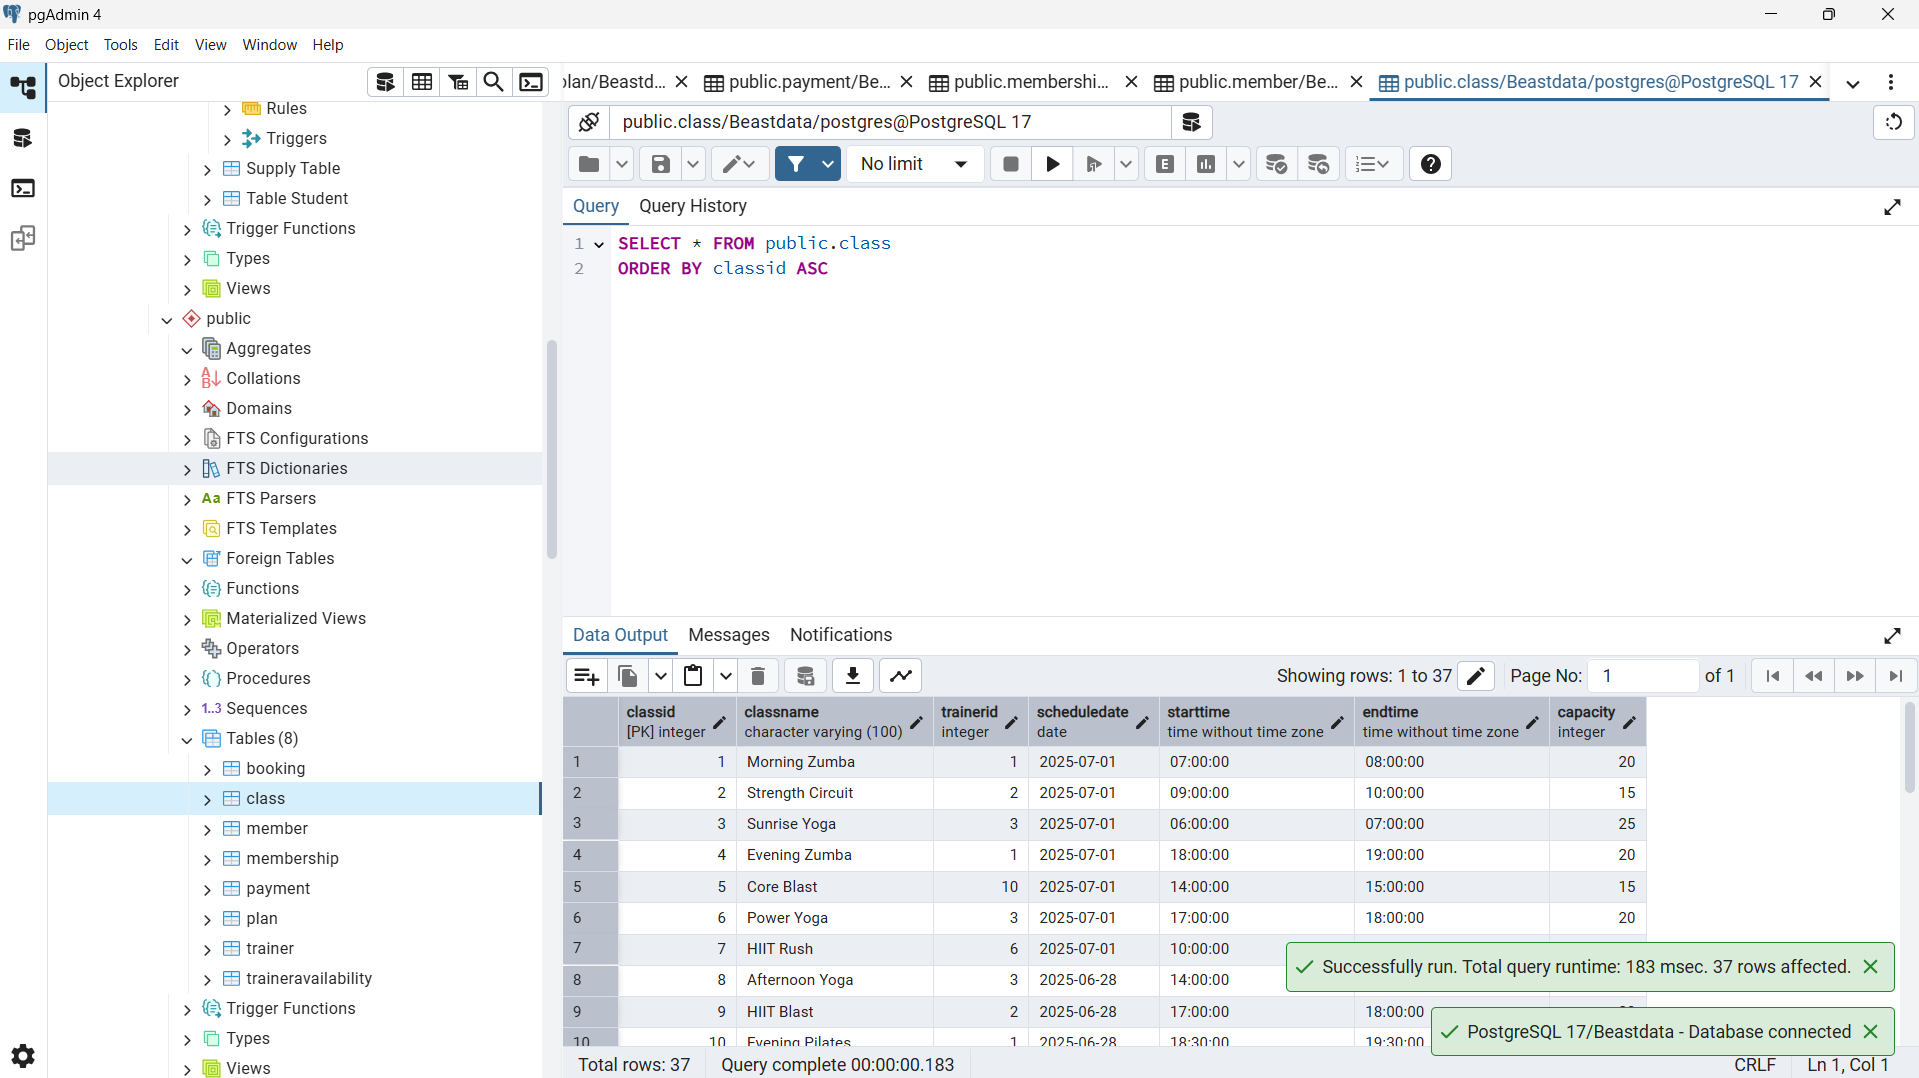 pgAdmin 4
File Object Tools Edit View Window Help
Object Explorer
lan/Beastd... public.payment/Be... public.membershi... public.member/Be... public.class/Beastdata/postgres@PostgreSQL 17
public.class/Beastdata/postgres@PostgreSQL 17
No limit
E
Query Query History
1 SELECT * FROM public.class
2 ORDER BY classid ASC
Rules
Triggers
Supply Table
Table Student
Trigger Functions
Types
Views
public
Aggregates
Collations
Domains
FTS Configurations
FTS Dictionaries
Aa FTS Parsers
FTS Templates
Foreign Tables
Functions
Materialized Views
Operators
Procedures
1..3 Sequences
Tables (8)
booking
class
member
membership
payment
plan
trainer
traineravailability
Trigger Functions
Types
Views
Data Output Messages Notifications
Showing rows: 1 to 37 Page No: 1 of 1
classid classname trainerid scheduledate starttime endtime capacity
[PK] integer character varying (100) integer date time without time zone time without time zone integer
1 1 Morning Zumba 1 2025-07-01 07:00:00 08:00:00 20
2 2 Strength Circuit 2 2025-07-01 09:00:00 10:00:00 15
3 3 Sunrise Yoga 3 2025-07-01 06:00:00 07:00:00 25
4 4 Evening Zumba 1 2025-07-01 18:00:00 19:00:00 20
5 5 Core Blast 10 2025-07-01 14:00:00 15:00:00 15
6 6 Power Yoga 3 2025-07-01 17:00:00 18:00:00 20
7 7 HIIT Rush 6 2025-07-01 10:00:00
8 8 Afternoon Yoga 3 2025-06-28 14:00:00
9 9 HIIT Blast 2 2025-06-28 17:00:00 18:00:00
10 10 Evening Pilates 1 2025-06-28 18:30:00 19:30:00
Successfully run. Total query runtime: 183 msec. 37 rows affected.
PostgreSQL 17/Beastdata - Database connected
Total rows: 37 Query complete 00:00:00.183 CRLF Ln 1, Col 1